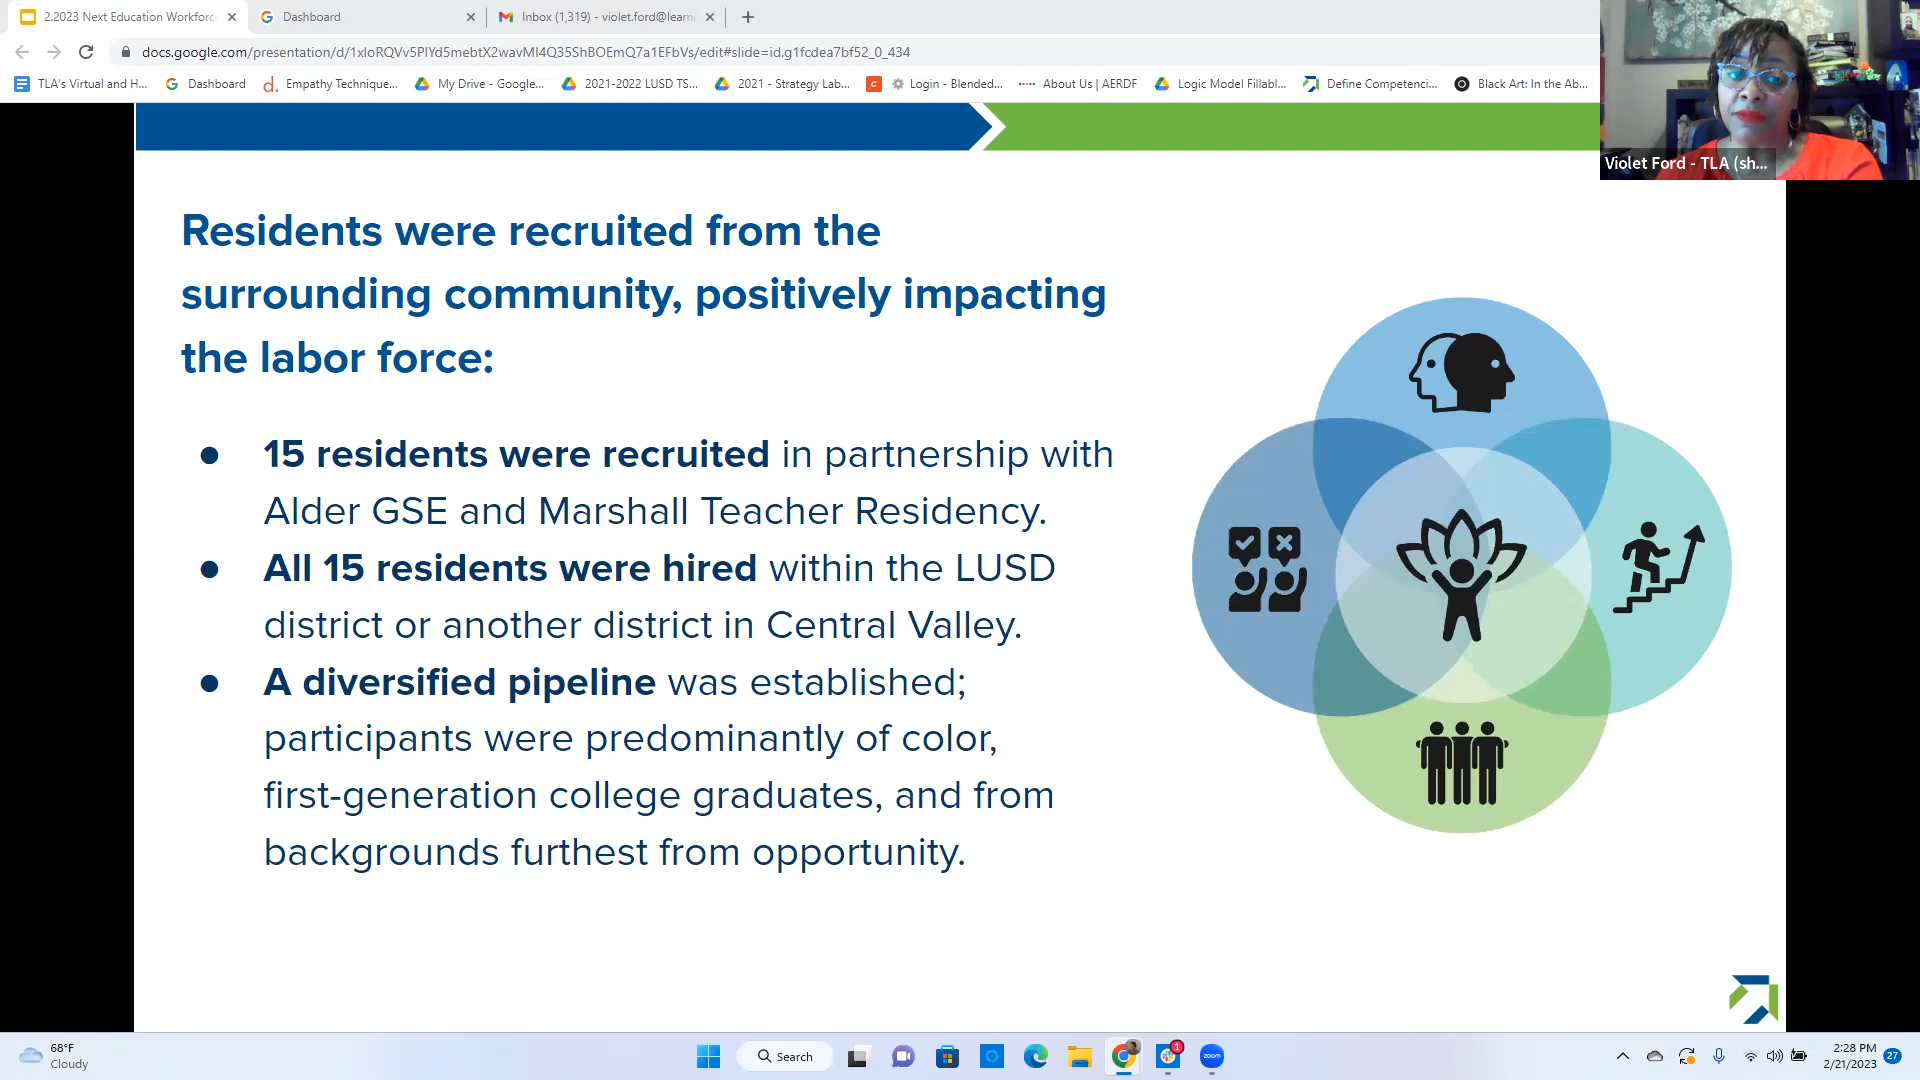 2.2023 Next Education Workforc
Dashboard
Inbox (1,319) - violet.ford@learn
docs.google.com/presentation/d/1xIoRQVv5PlYd5mebtX2wavMI4Q35ShBOEmQ7a1EFbVs/edit#slide=id.g1fcdea7bf52_0_434
TLA's Virtual and H...
Dashboard
Empathy Technique...
My Drive - Google...
2021-2022 LUSD TS...
2021 - Strategy Lab...
Login - Blended...
About Us | AERDF
Logic Model Fillabl...
Define Competenci...
Black Art: In the Ab...
Violet Ford - TLA (sh...
Residents were recruited from the
surrounding community, positively impacting
the labor force:
● 15 residents were recruited in partnership with
Alder GSE and Marshall Teacher Residency.
● All 15 residents were hired within the LUSD
district or another district in Central Valley.
● A diversified pipeline was established;
participants were predominantly of color,
first-generation college graduates, and from
backgrounds furthest from opportunity.
68°F
Cloudy
Search
1
zoom
2:28 PM
2/21/2023
27